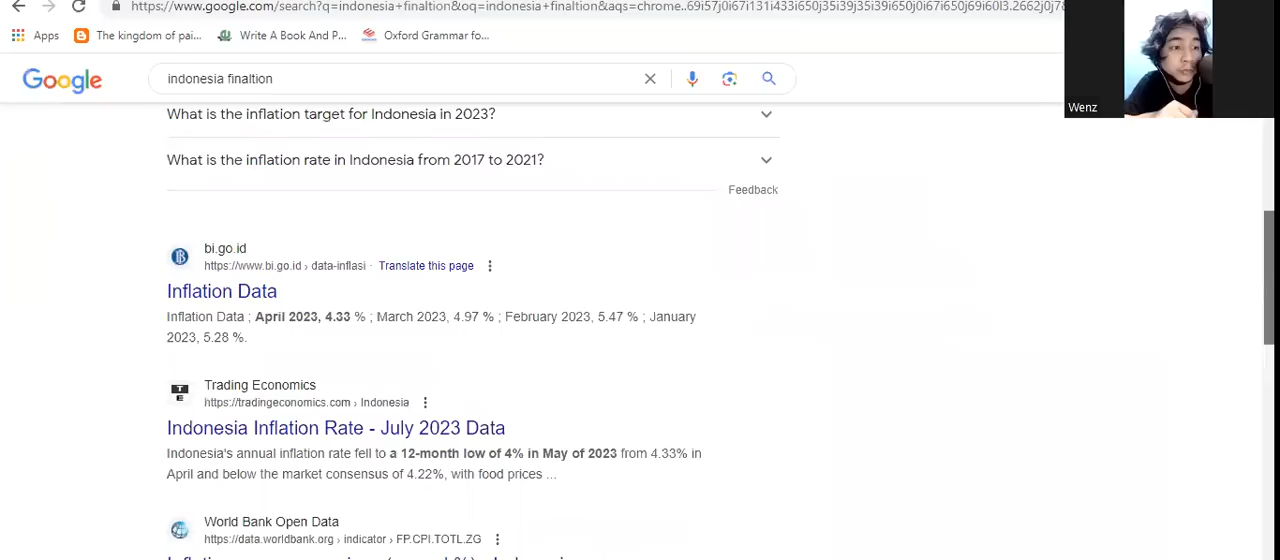 https://www.google.com/search?q=indonesia+finaltion&oq=indonesia+finaltion&aqs=chrome..69i57j0i67i131i433i650j35i39j35i39i650j0i67i650j69i60l3.2662j0j7
Apps
The kingdom of pai...
Write A Book And P...
Oxford Grammar fo...
Google
indonesia finaltion
Wenz
What is the inflation target for Indonesia in 2023?
What is the inflation rate in Indonesia from 2017 to 2021?
Feedback
bi.go.id
https://www.bi.go.id › data-inflasi · Translate this page
Inflation Data
Inflation Data ; April 2023, 4.33 % ; March 2023, 4.97 % ; February 2023, 5.47 % ; January
2023, 5.28 %.
Trading Economics
https://tradingeconomics.com › Indonesia
Indonesia Inflation Rate - July 2023 Data
Indonesia's annual inflation rate fell to a 12-month low of 4% in May of 2023 from 4.33% in
April and below the market consensus of 4.22%, with food prices ...
World Bank Open Data
https://data.worldbank.org › indicator › FP.CPI.TOTL.ZG